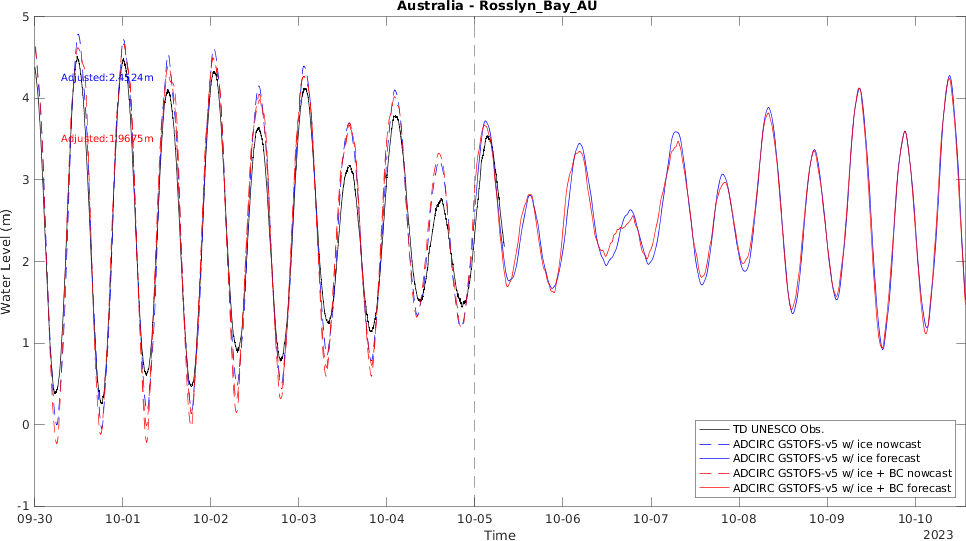 Australia - Rosslyn_Bay_AU
5
4
3
2
1
0
-1
Water Level (m)
Adjusted:2.4524m
Adjusted:1.9675m
TD UNESCO Obs.
ADCIRC GSTOFS-v5 w/ ice nowcast
ADCIRC GSTOFS-v5 w/ ice forecast
ADCIRC GSTOFS-v5 w/ ice + BC nowcast
ADCIRC GSTOFS-v5 w/ ice + BC forecast
09-30 10-01 10-02 10-03 10-04 10-05 10-06 10-07 10-08 10-09 10-10
Time
2023